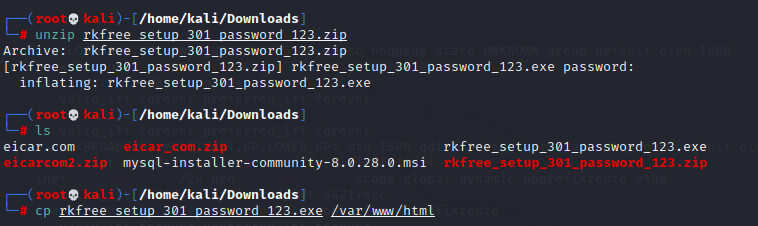 ┌──(root💀kali)-[/home/kali/Downloads]
└─# unzip rkfree_setup_301_password_123.zip
Archive:  rkfree_setup_301_password_123.zip
[rkfree_setup_301_password_123.zip] rkfree_setup_301_password_123.exe password:
  inflating: rkfree_setup_301_password_123.exe
┌──(root💀kali)-[/home/kali/Downloads]
└─# ls
eicar.com eicar_com.zip rkfree_setup_301_password_123.exe
eicarcom2.zip mysql-installer-community-8.0.28.0.msi rkfree_setup_301_password_123.zip
┌──(root💀kali)-[/home/kali/Downloads]
└─# cp rkfree_setup_301_password_123.exe /var/www/html